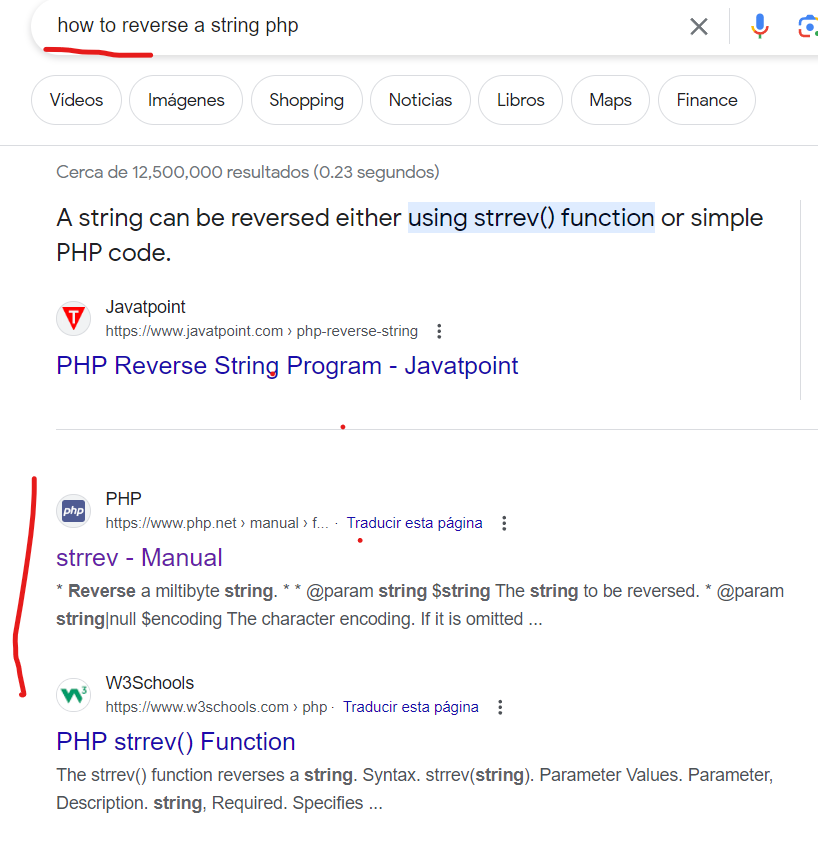 how to reverse a string php
Vídeos
Imágenes
Shopping
Noticias
Libros
Maps
Finance
Cerca de 12,500,000 resultados (0.23 segundos)
A string can be reversed either using strrev() function or simple
PHP code.
T
Javatpoint
https://www.javatpoint.com › php-reverse-string
PHP Reverse String Program - Javatpoint
php
PHP
https://www.php.net › manual › f... · Traducir esta página
strrev - Manual
* Reverse a miltibyte string. * * @param string $string The string to be reversed. * @param
string|null $encoding The character encoding. If it is omitted ...
W3
W3Schools
https://www.w3schools.com › php · Traducir esta página
PHP strrev() Function
The strrev() function reverses a string. Syntax. strrev(string). Parameter Values. Parameter,
Description. string, Required. Specifies ...